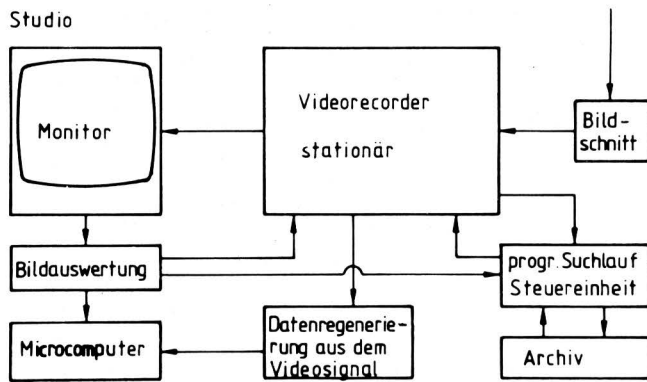 Studio
Monitor
Videorecorder
stationär
Bild-
schnitt
Bildauswertung
progr. Suchlauf
Steuereinheit
Microcomputer
Datenregenerie-
rung aus dem
Videosignal
Archiv